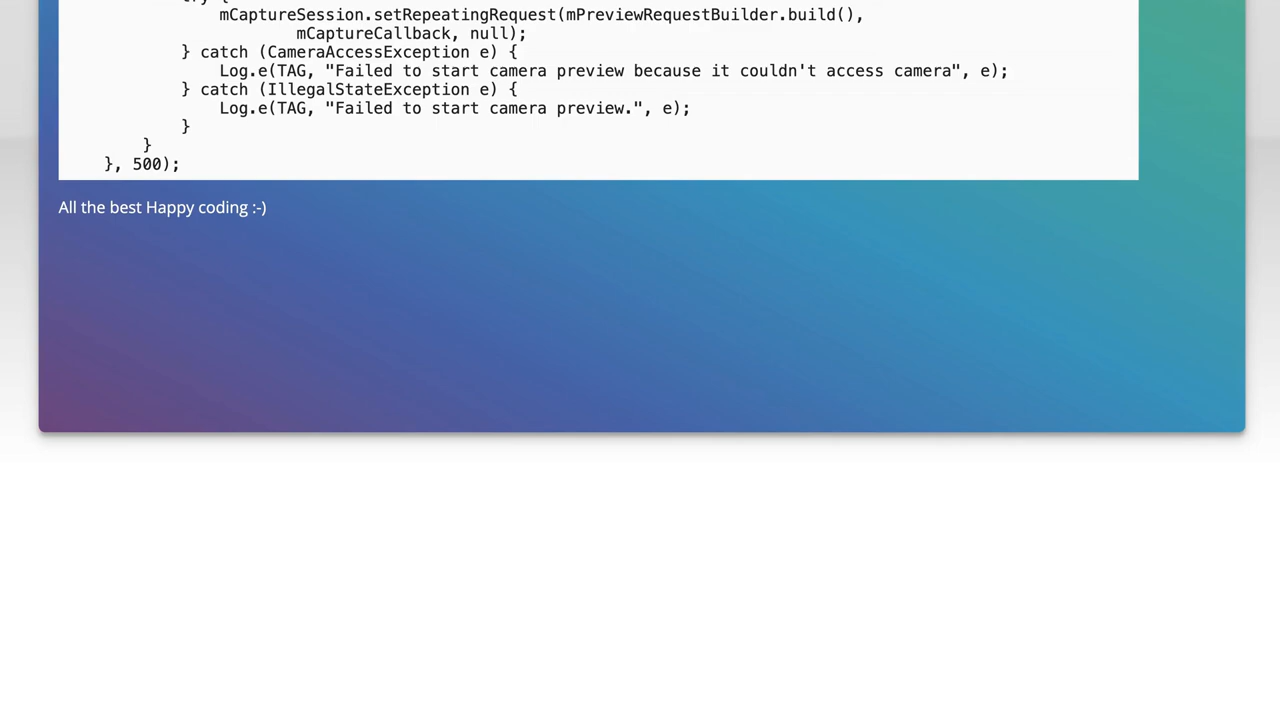 try {
mCaptureSession.setRepeatingRequest(mPreviewRequestBuilder.build(),
mCaptureCallback, null);
} catch (CameraAccessException e) {
Log.e(TAG, "Failed to start camera preview because it couldn't access camera", e);
} catch (IllegalStateException e) {
Log.e(TAG, "Failed to start camera preview.", e);
}
}
}, 500);
All the best Happy coding :-)